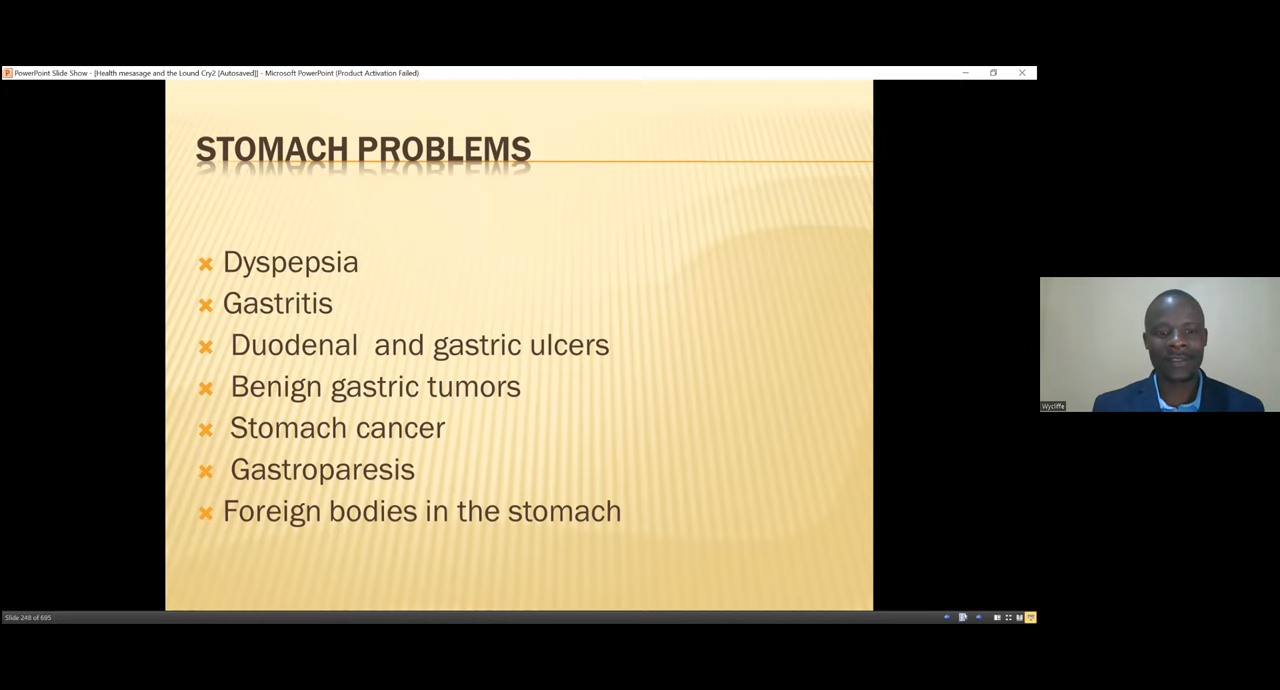 PowerPoint Slide Show - [Health mesasage and the Lound Cry2 [Autosaved]] - Microsoft PowerPoint (Product Activation Failed)
STOMACH PROBLEMS
Dyspepsia
Gastritis
Duodenal and gastric ulcers
Benign gastric tumors
Stomach cancer
Gastroparesis
Foreign bodies in the stomach
Wycliffe
Slide 248 of 695